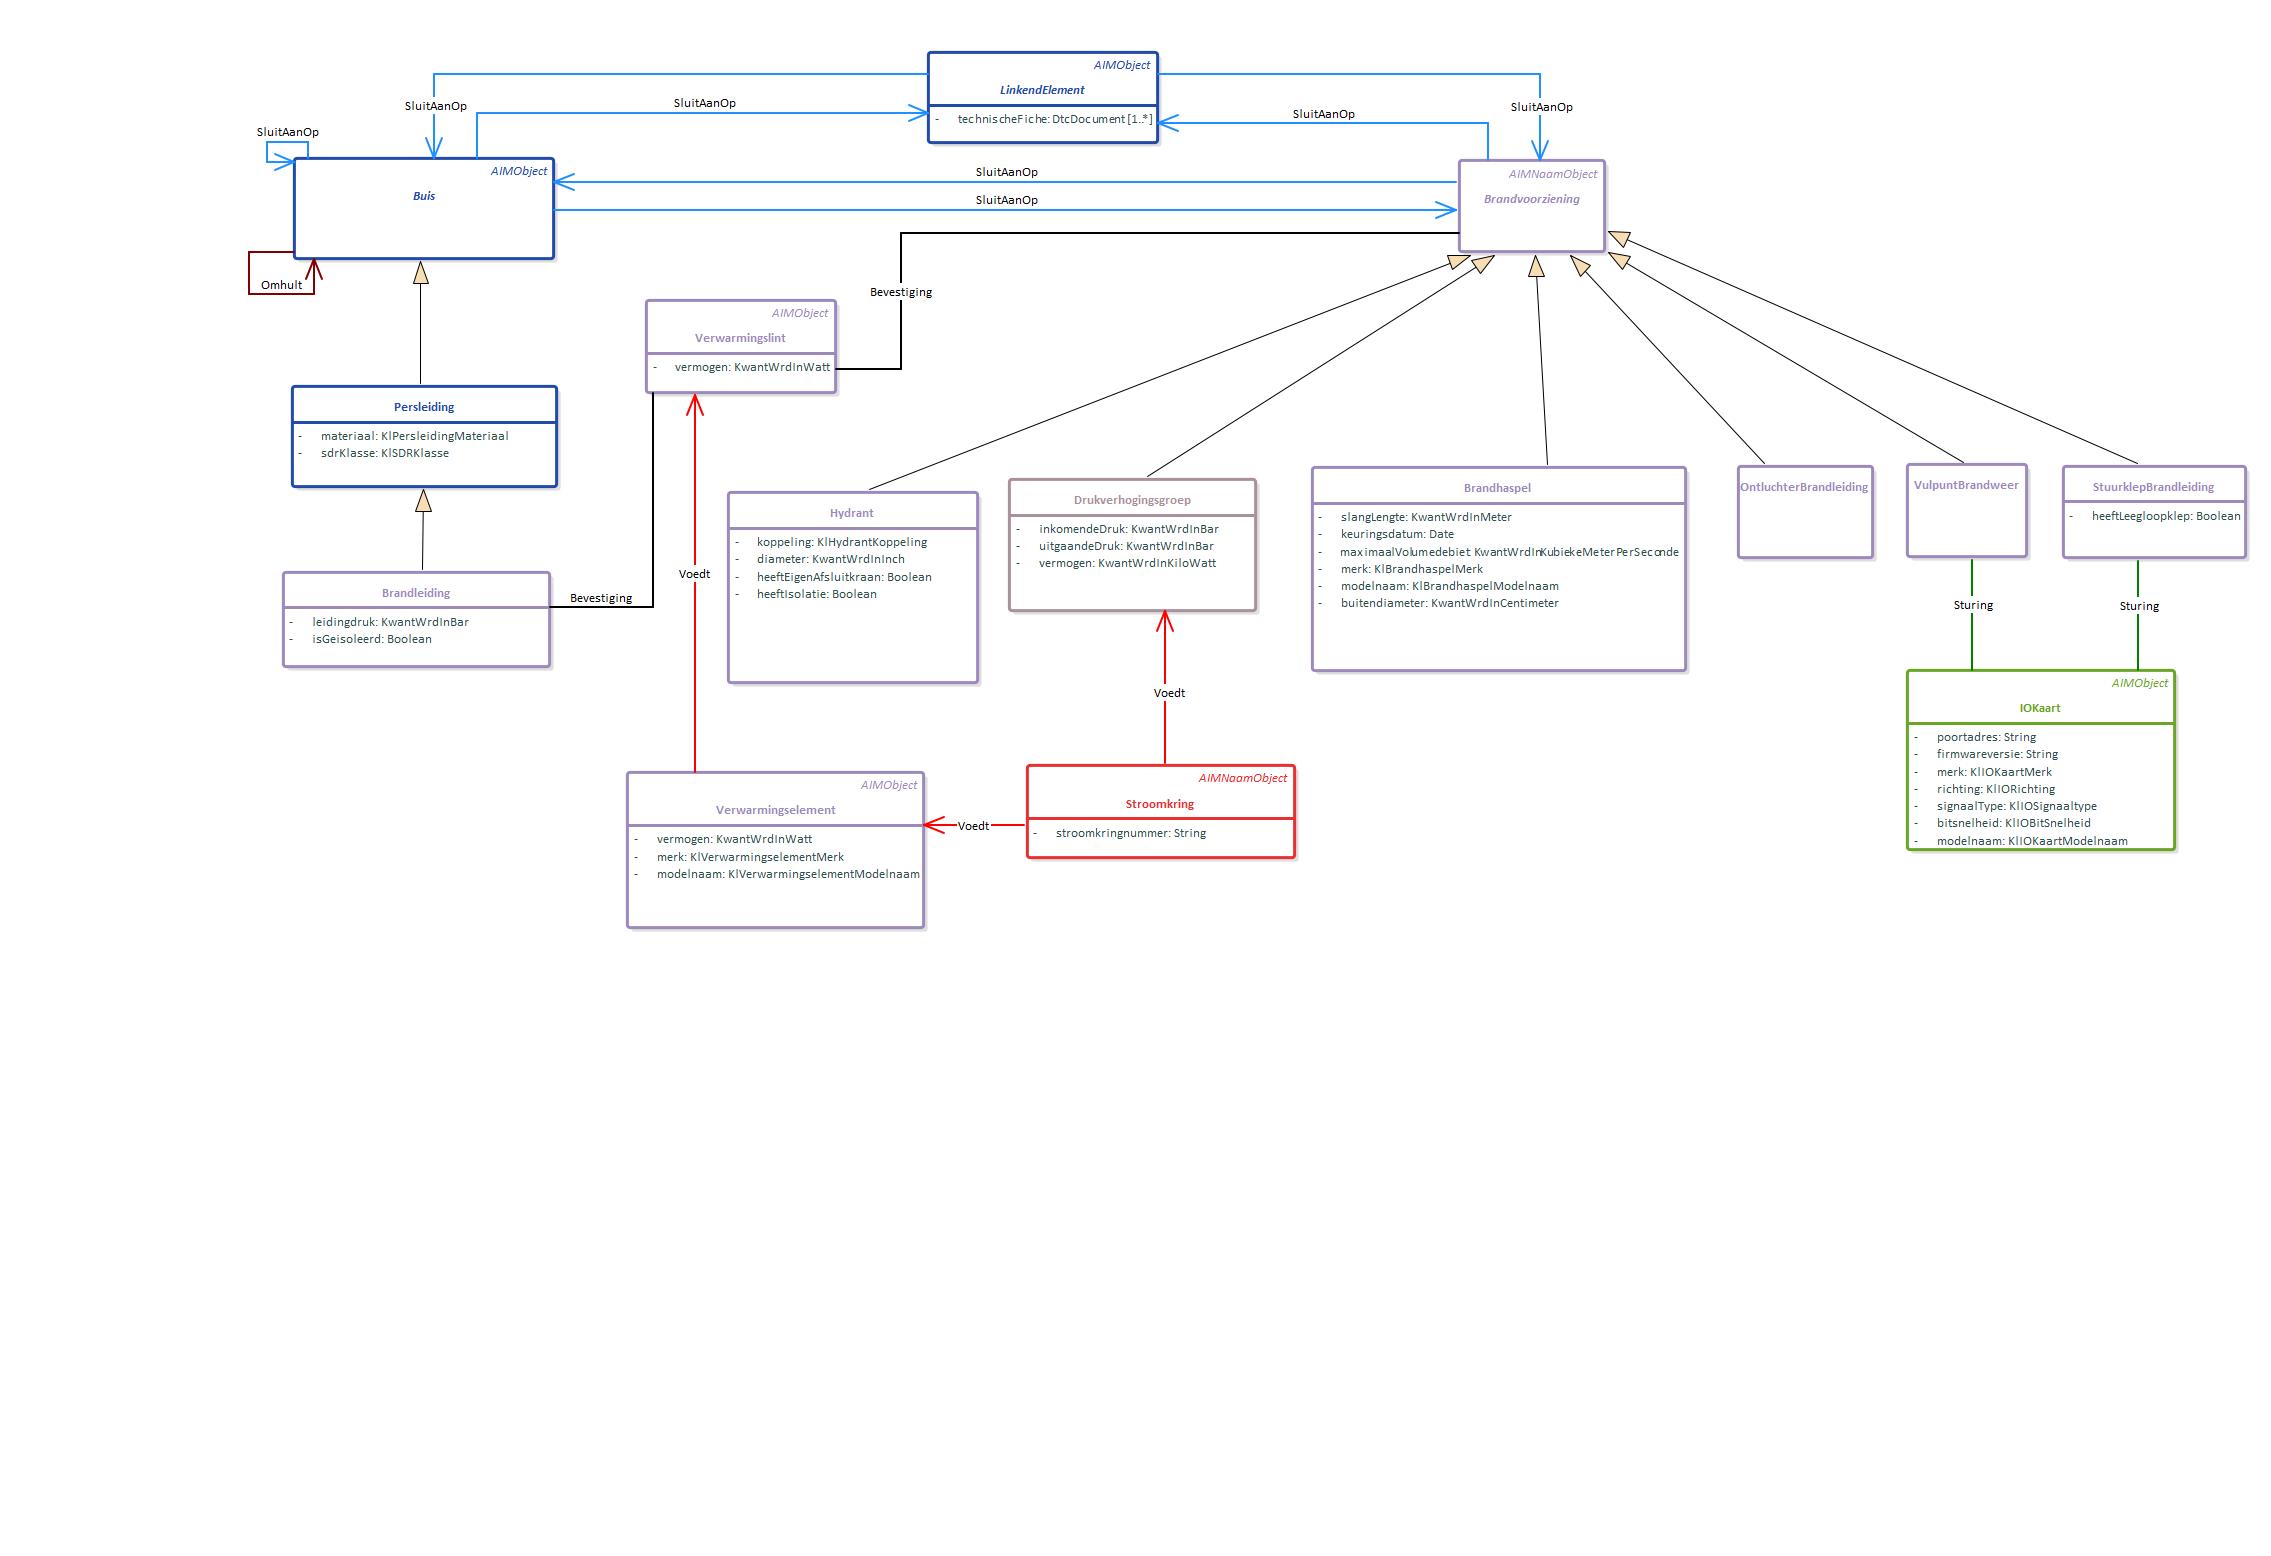 AIMObject
LinkendElement
- technischeFiche: DtcDocument [1..*]
SluitAanOp
SluitAanOp
SluitAanOp
SluitAanOp
SluitAanOp
SluitAanOp
SluitAanOp
AIMObject
Buis
Omhult
AIMNaamObject
Brandvoorziening
Bevestiging
AIMObject
Verwarmingslint
- vermogen: KwantWrdInWatt
Persleiding
- materiaal: KlPersleidingMateriaal
- sdrKlasse: KlSDRKlasse
Brandleiding
- leidingdruk: KwantWrdInBar
- isGeisoleerd: Boolean
Bevestiging
Voedt
Hydrant
- koppeling: KlHydrantKoppeling
- diameter: KwantWrdInInch
- heeftEigenAfsluitkraan: Boolean
- heeftIsolatie: Boolean
Drukverhogingsgroep
- inkomendeDruk: KwantWrdInBar
- uitgaandeDruk: KwantWrdInBar
- vermogen: KwantWrdInKiloWatt
Brandhaspel
- slangLengte: KwantWrdInMeter
- keuringsdatum: Date
- maximaalVolumedebiet: KwantWrdInKubiekeMeterPerSeconde
- merk: KlBrandhaspelMerk
- modelnaam: KlBrandhaspelModelnaam
- buitendiameter: KwantWrdInCentimeter
OntluchterBrandleiding
VulpuntBrandweer
StuurklepBrandleiding
- heeftLeegloopklep: Boolean
Sturing
Sturing
Voedt
AIMObject
IOKaart
- poortadres: String
- firmwareversie: String
- merk: KlIOKaartMerk
- richting: KlIORichting
- signaalType: KlIOSignaaltype
- bitsnelheid: KlIOBitSnelheid
- modelnaam: KlIOKaartModelnaam
AIMObject
Verwarmingselement
- vermogen: KwantWrdInWatt
- merk: KlVerwarmingselementMerk
- modelnaam: KlVerwarmingselementModelnaam
Voedt
AIMNaamObject
Stroomkring
- stroomkringnummer: String